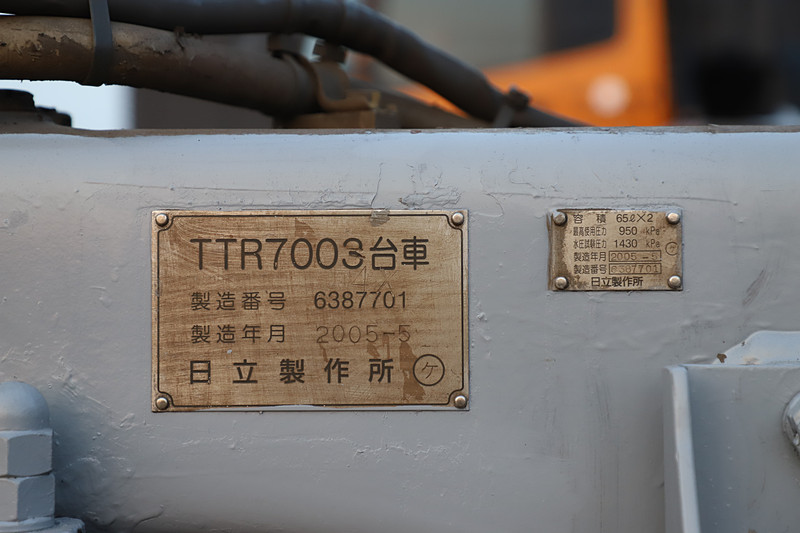 TTR7003台車
製造番号 6387701
製造年月 2005-5
日立製作所 ケ
容積 65ℓ×2
最高使用圧力 950 kPa
水圧試験圧力 1430 kPa
ケ
製造年月 2005-5
製造番号 6387701
日立製作所